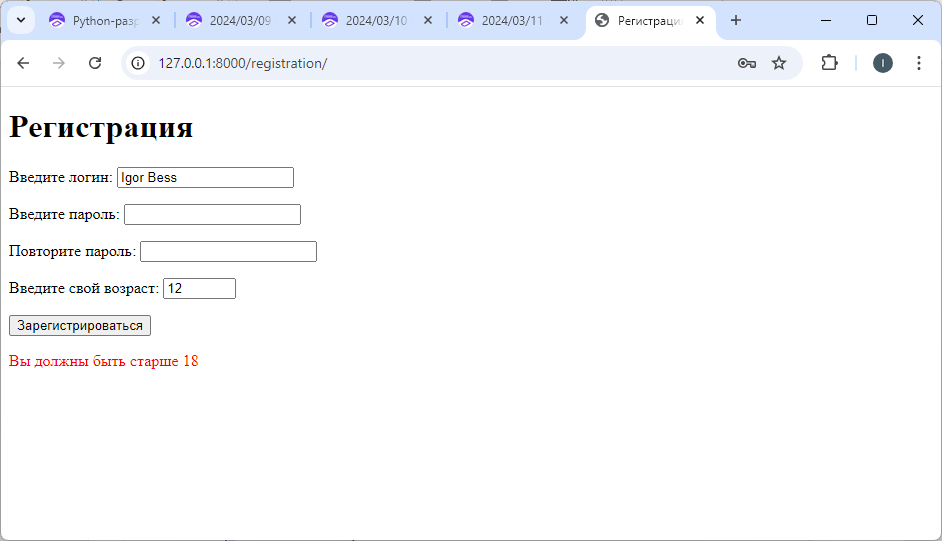 Python-разр
2024/03/09
2024/03/10
2024/03/11
Регистраци
127.0.0.1:8000/registration/
I
Регистрация
Введите логин: Igor Bess
Введите пароль:
Повторите пароль:
Введите свой возраст: 12
Зарегистрироваться
Вы должны быть старше 18